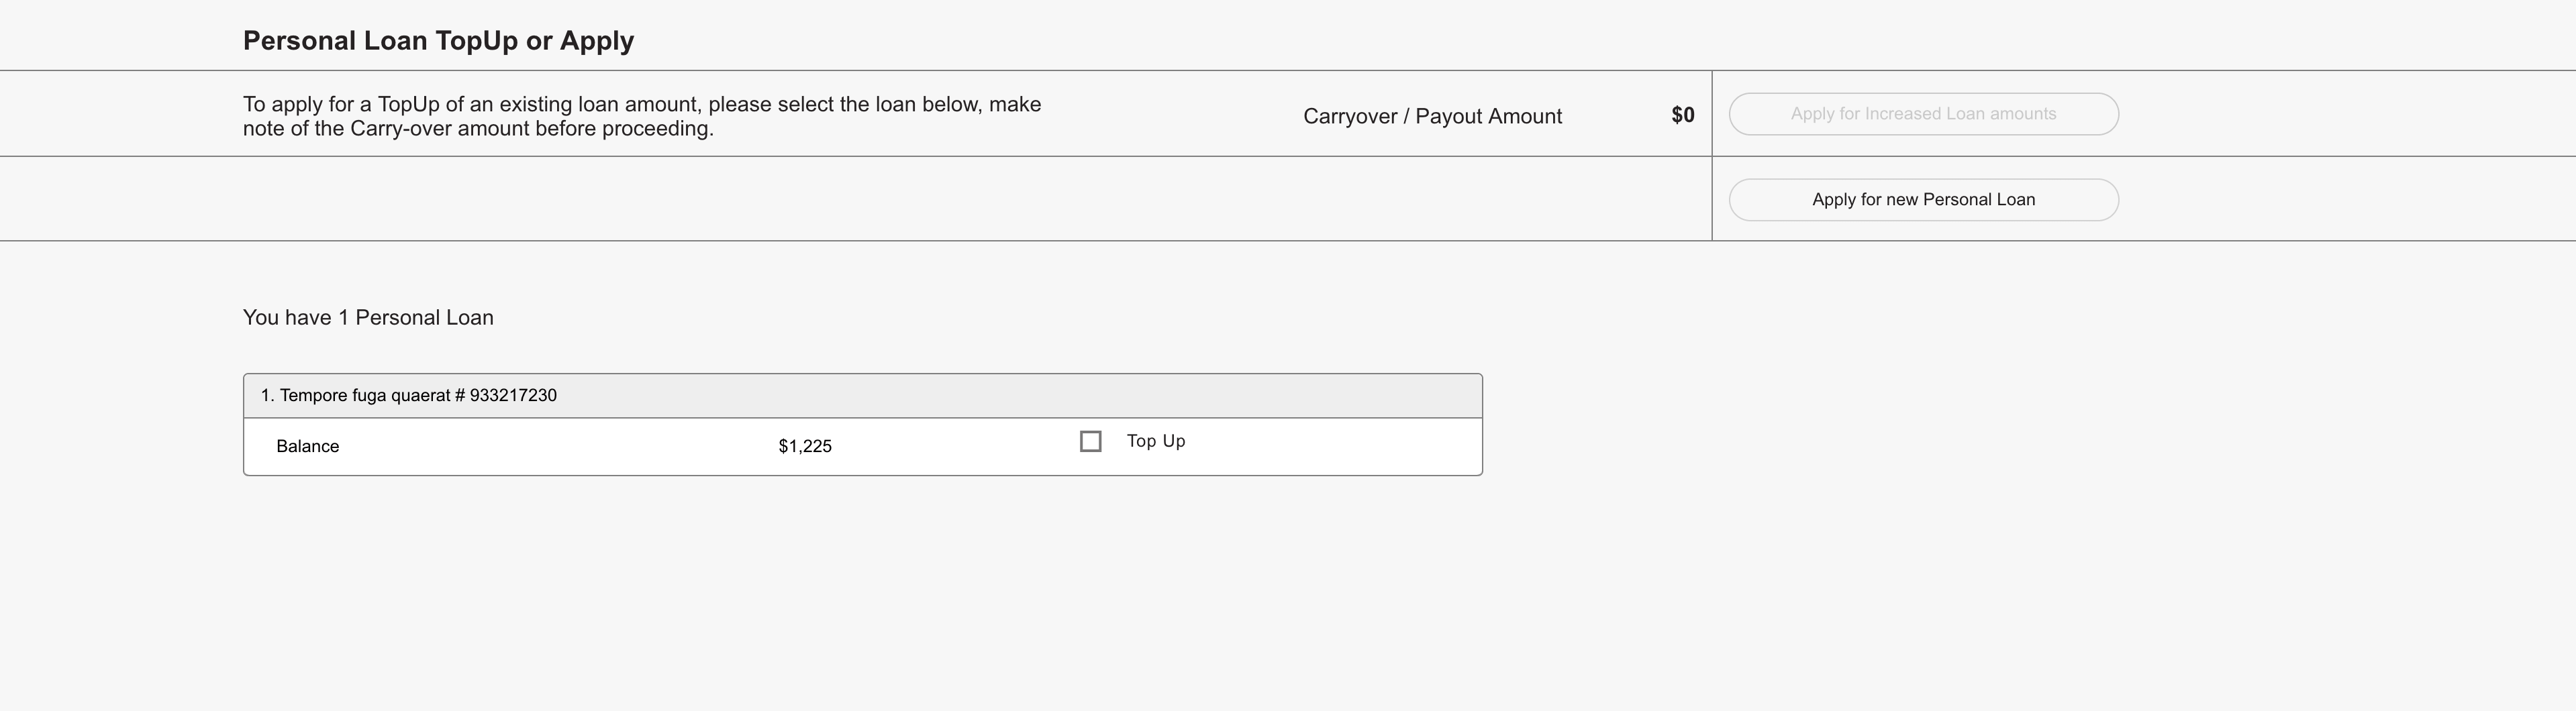 Personal Loan TopUp or Apply
To apply for a TopUp of an existing loan amount, please select the loan below, make
note of the Carry-over amount before proceeding.
Carryover / Payout Amount
$0
Apply for Increased Loan amounts
Apply for new Personal Loan
You have 1 Personal Loan
1. Tempore fuga quaerat # 933217230
Balance
$1,225
Top Up